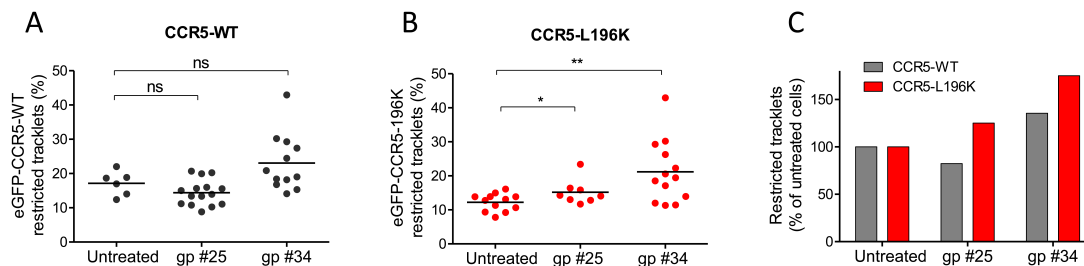 A
CCR5-WT
eGFP-CCR5-WT
restricted tracklets (%)
50
40
30
20
10
0
ns
ns
Untreated gp #25 gp #34
B
CCR5-L196K
eGFP-CCR5-196K
restricted tracklets (%)
50
40
30
20
10
0
**
*
Untreated gp #25 gp #34
C
Restricted tracklets
(% of untreated cells)
150
100
50
0
CCR5-WT
CCR5-L196K
Untreated gp #25 gp #34